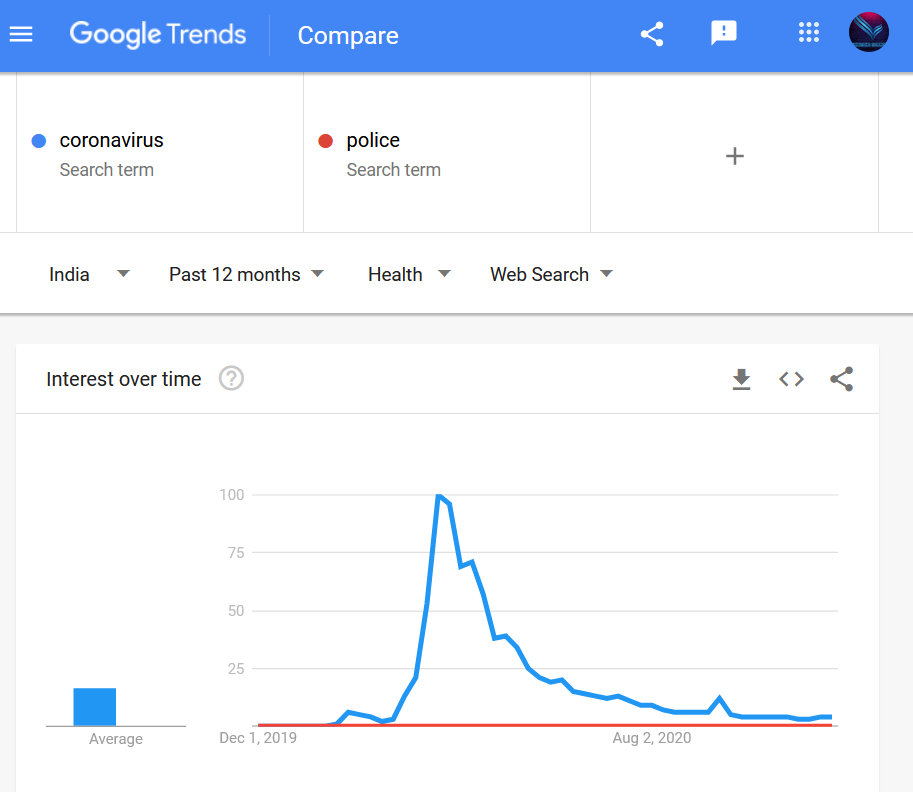 Google Trends Compare
coronavirus
Search term
police
Search term
+
India Past 12 months Health Web Search
Interest over time ?
100
75
50
25
Average
Dec 1, 2019 Aug 2, 2020